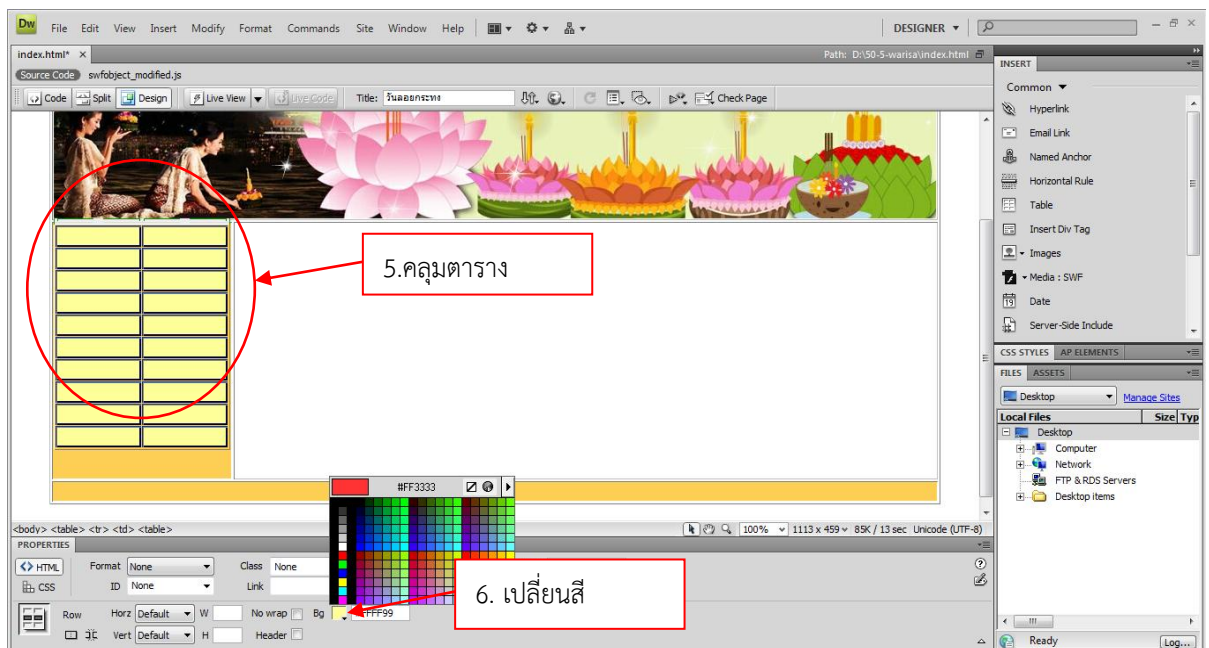 Dw File Edit View Insert Modify Format Commands Site Window Help DESIGNER
index.html* × Path: D:\50-5-warisa\index.html
Source Code swfobject_modified.js
Code Split Design Live View Live Code Title: วันลอยกระทง Check Page
INSERT
Common
Hyperlink
Email Link
Named Anchor
Horizontal Rule
Table
Insert Div Tag
Images
Media : SWF
Date
Server-Side Include
CSS STYLES AP ELEMENTS
FILES ASSETS
Desktop Manage Sites
Local Files Size Typ
Desktop
Computer
Network
FTP & RDS Servers
Desktop items
Ready Log...
5.คลุมตาราง
#FF3333
6. เปลี่ยนสี
<body> <table> <tr> <td> <table> 100% 1113 x 459 85K / 13 sec Unicode (UTF-8)
PROPERTIES
HTML Format None Class None
CSS ID None Link
Row Horz Default W No wrap Bg #FFFF99
Vert Default H Header